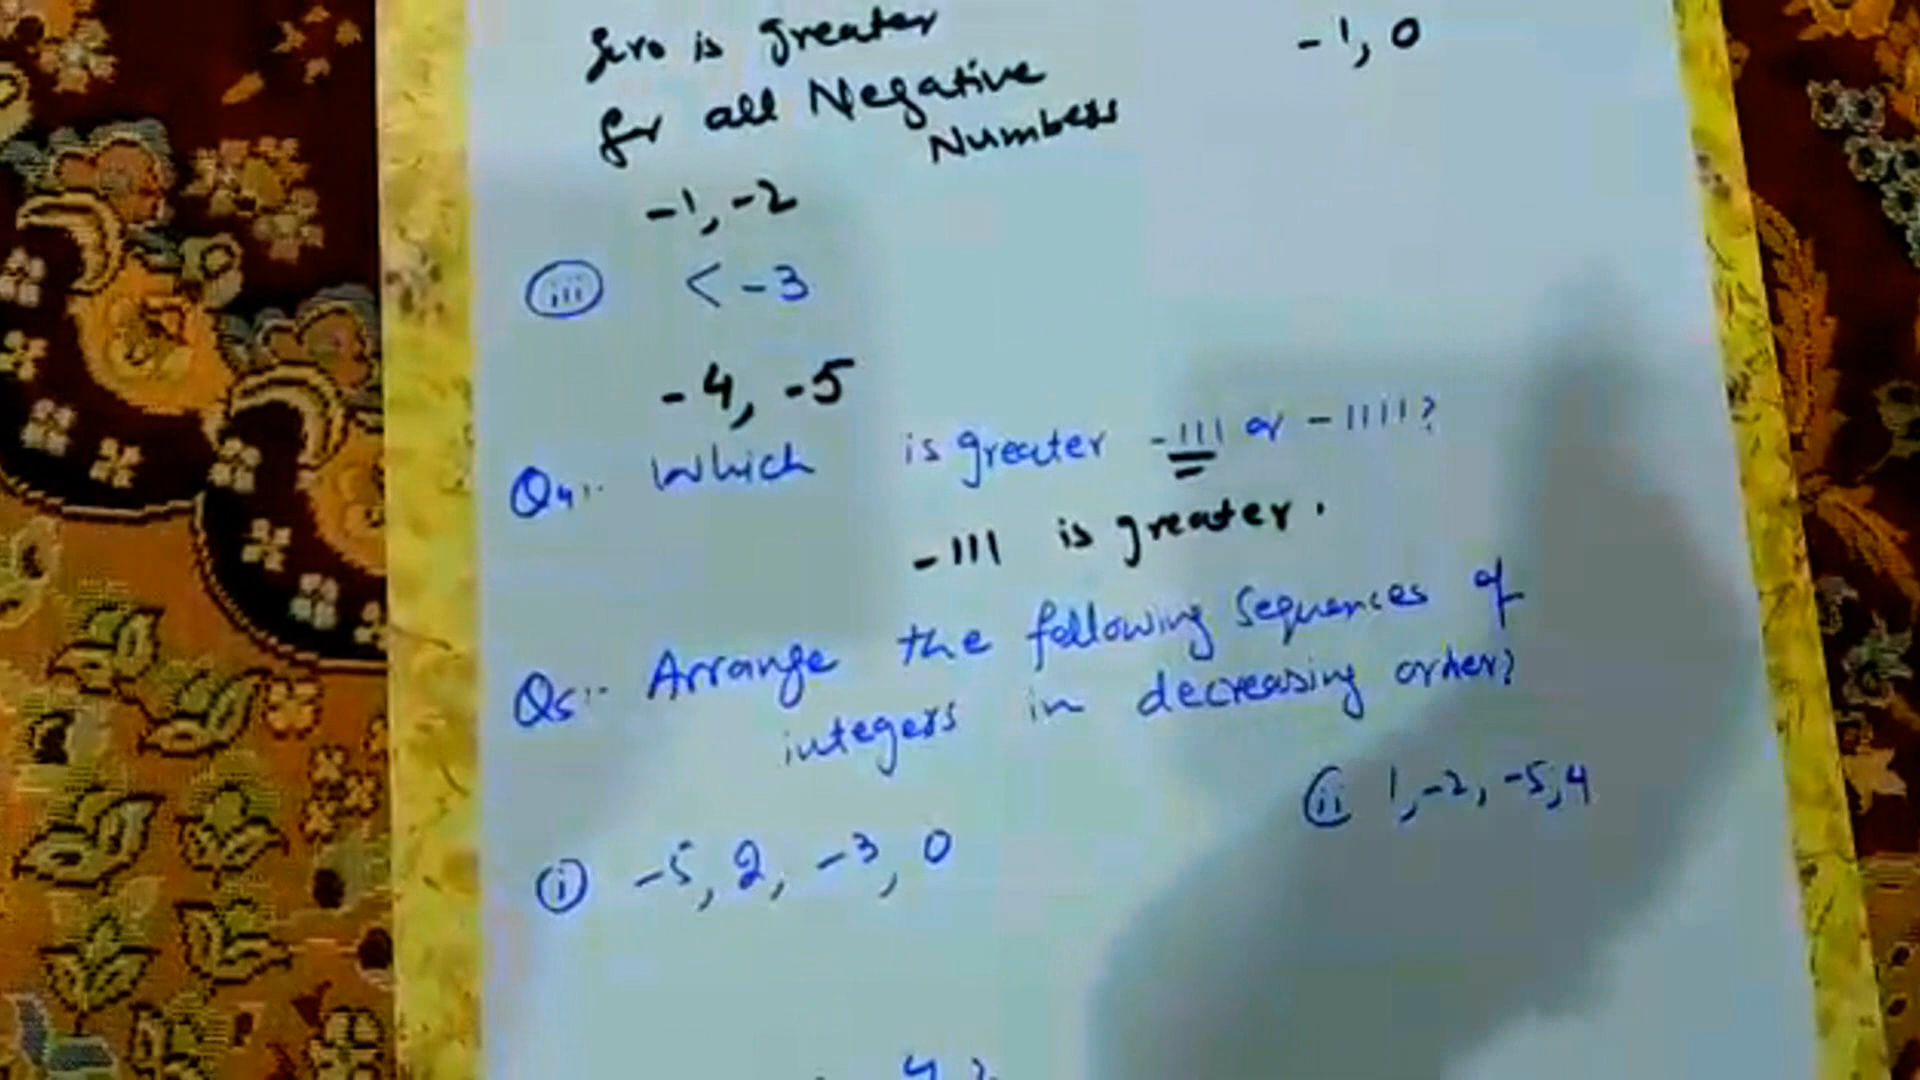 Zero is greater
for all Negative
Numbers
-1, 0
-1, -2
(iii) < -3
-4, -5
Q4:- Which is greater -111 or -1111?
-111 is greater.
Q5:- Arrange the following sequences of
integers in decreasing order?
(i) -5, 2, -3, 0
(ii) 1, -2, -5, 4